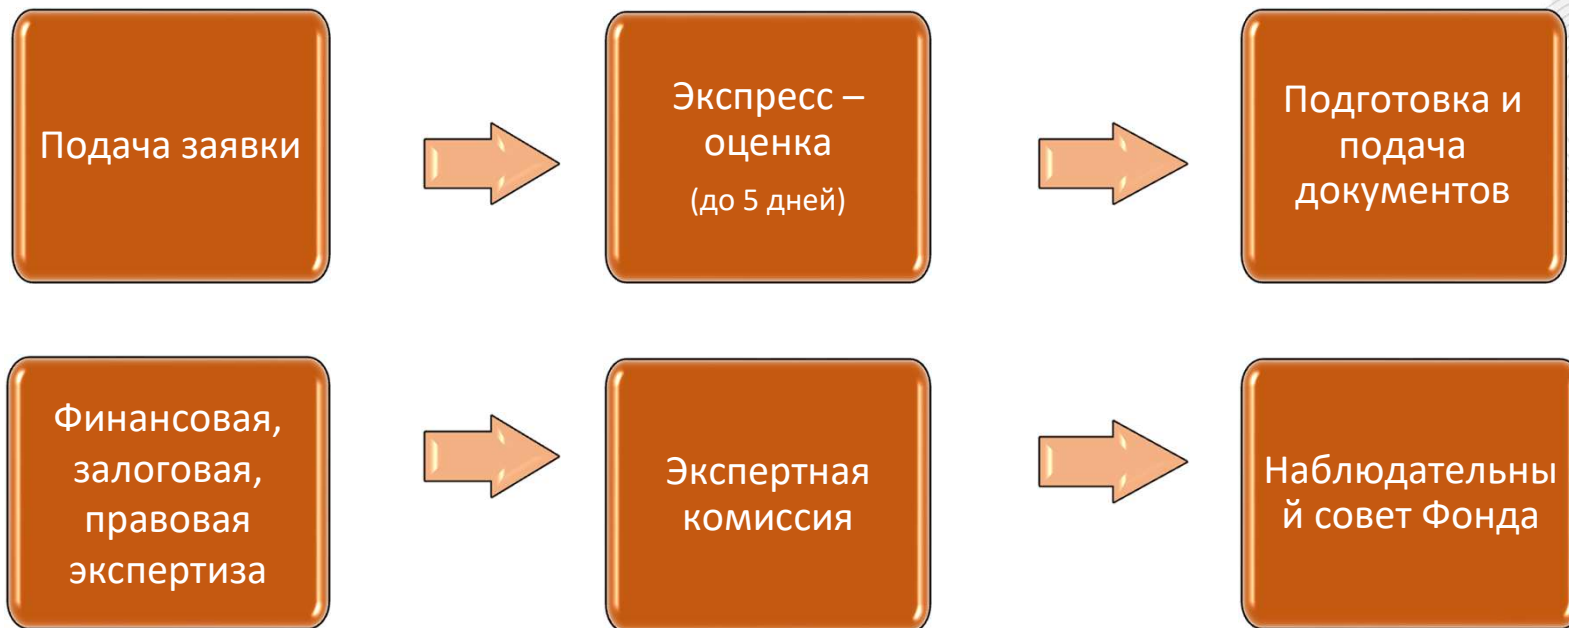 Подача заявки
Экспресс –
оценка
(до 5 дней)
Подготовка и
подача
документов
Финансовая,
залоговая,
правовая
экспертиза
Экспертная
комиссия
Наблюдательны
й совет Фонда